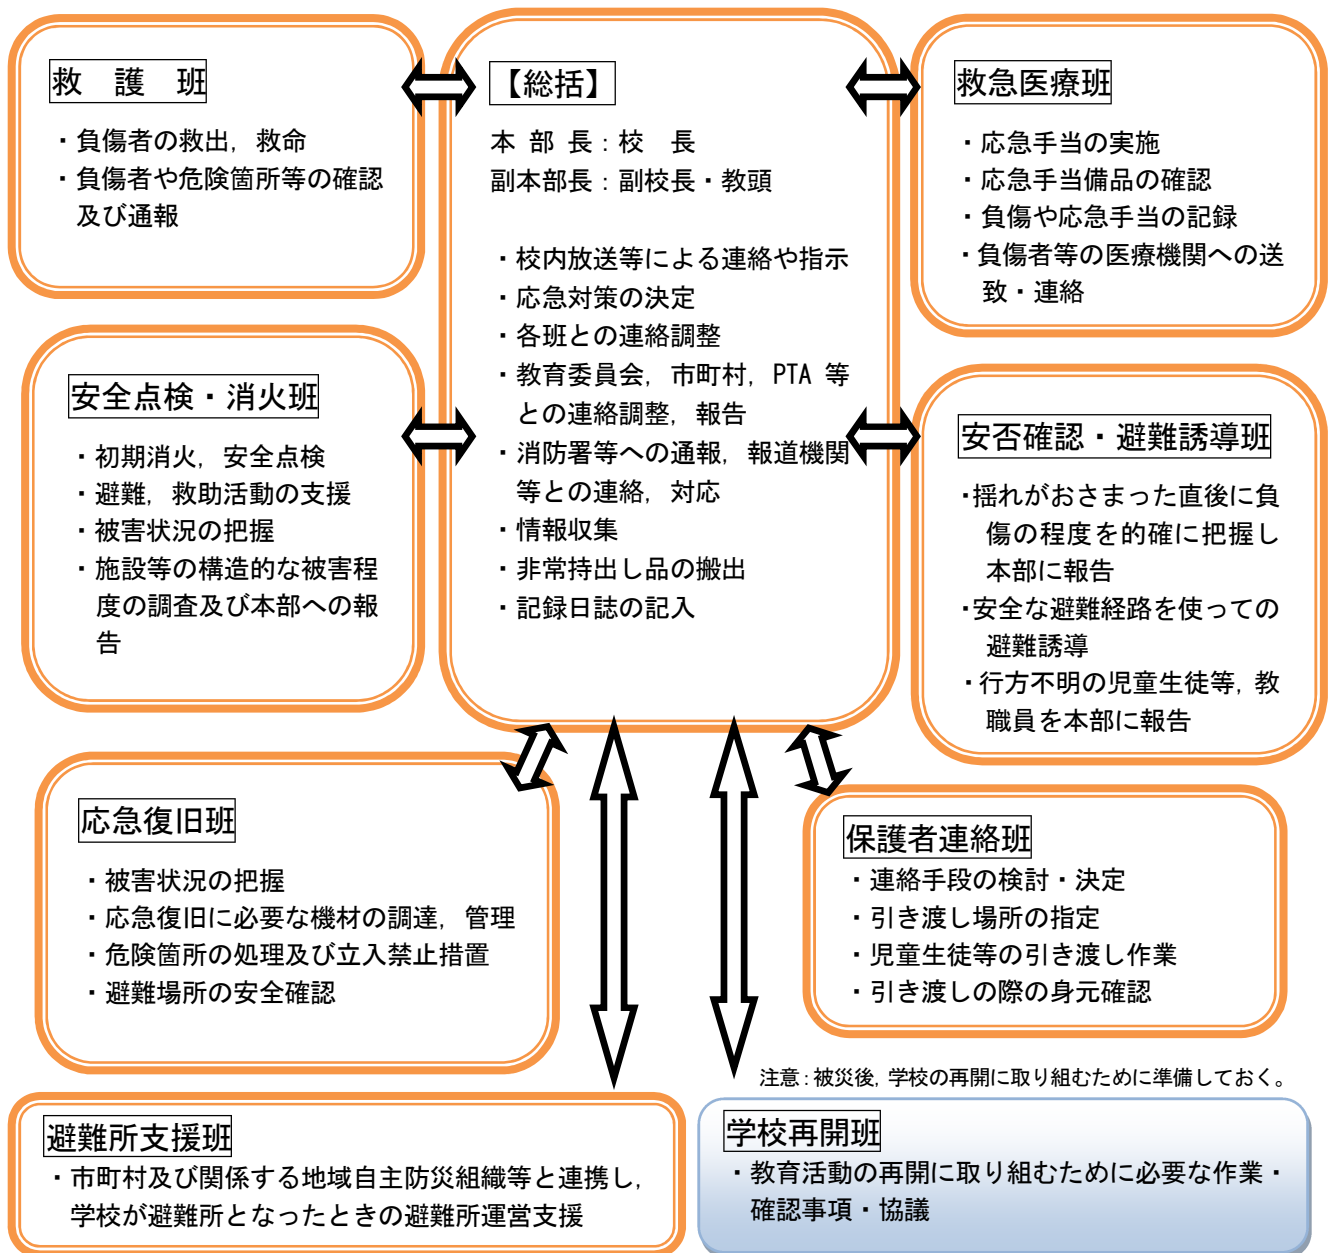 救　護　班
・負傷者の救出，救命
・負傷者や危険箇所等の確認
及び通報
【総括】
本 部 長：校　長
副本部長：副校長・教頭
・校内放送等による連絡や指示
・応急対策の決定
・各班との連絡調整
・教育委員会，市町村，PTA 等
との連絡調整，報告
・消防署等への通報，報道機関
等との連絡，対応
・情報収集
・非常持出し品の搬出
・記録日誌の記入
救急医療班
・応急手当の実施
・応急手当備品の確認
・負傷や応急手当の記録
・負傷者等の医療機関への送
致・連絡
安全点検・消火班
・初期消火，安全点検
・避難，救助活動の支援
・被害状況の把握
・施設等の構造的な被害程
度の調査及び本部への報
告
安否確認・避難誘導班
・揺れがおさまった直後に負
傷の程度を的確に把握し
本部に報告
・安全な避難経路を使っての
避難誘導
・行方不明の児童生徒等，教
職員を本部に報告
応急復旧班
・被害状況の把握
・応急復旧に必要な機材の調達，管理
・危険箇所の処理及び立入禁止措置
・避難場所の安全確認
保護者連絡班
・連絡手段の検討・決定
・引き渡し場所の指定
・児童生徒等の引き渡し作業
・引き渡しの際の身元確認
注意：被災後，学校の再開に取り組むために準備しておく。
避難所支援班
・市町村及び関係する地域自主防災組織等と連携し，
学校が避難所となったときの避難所運営支援
学校再開班
・教育活動の再開に取り組むために必要な作業・
確認事項・協議